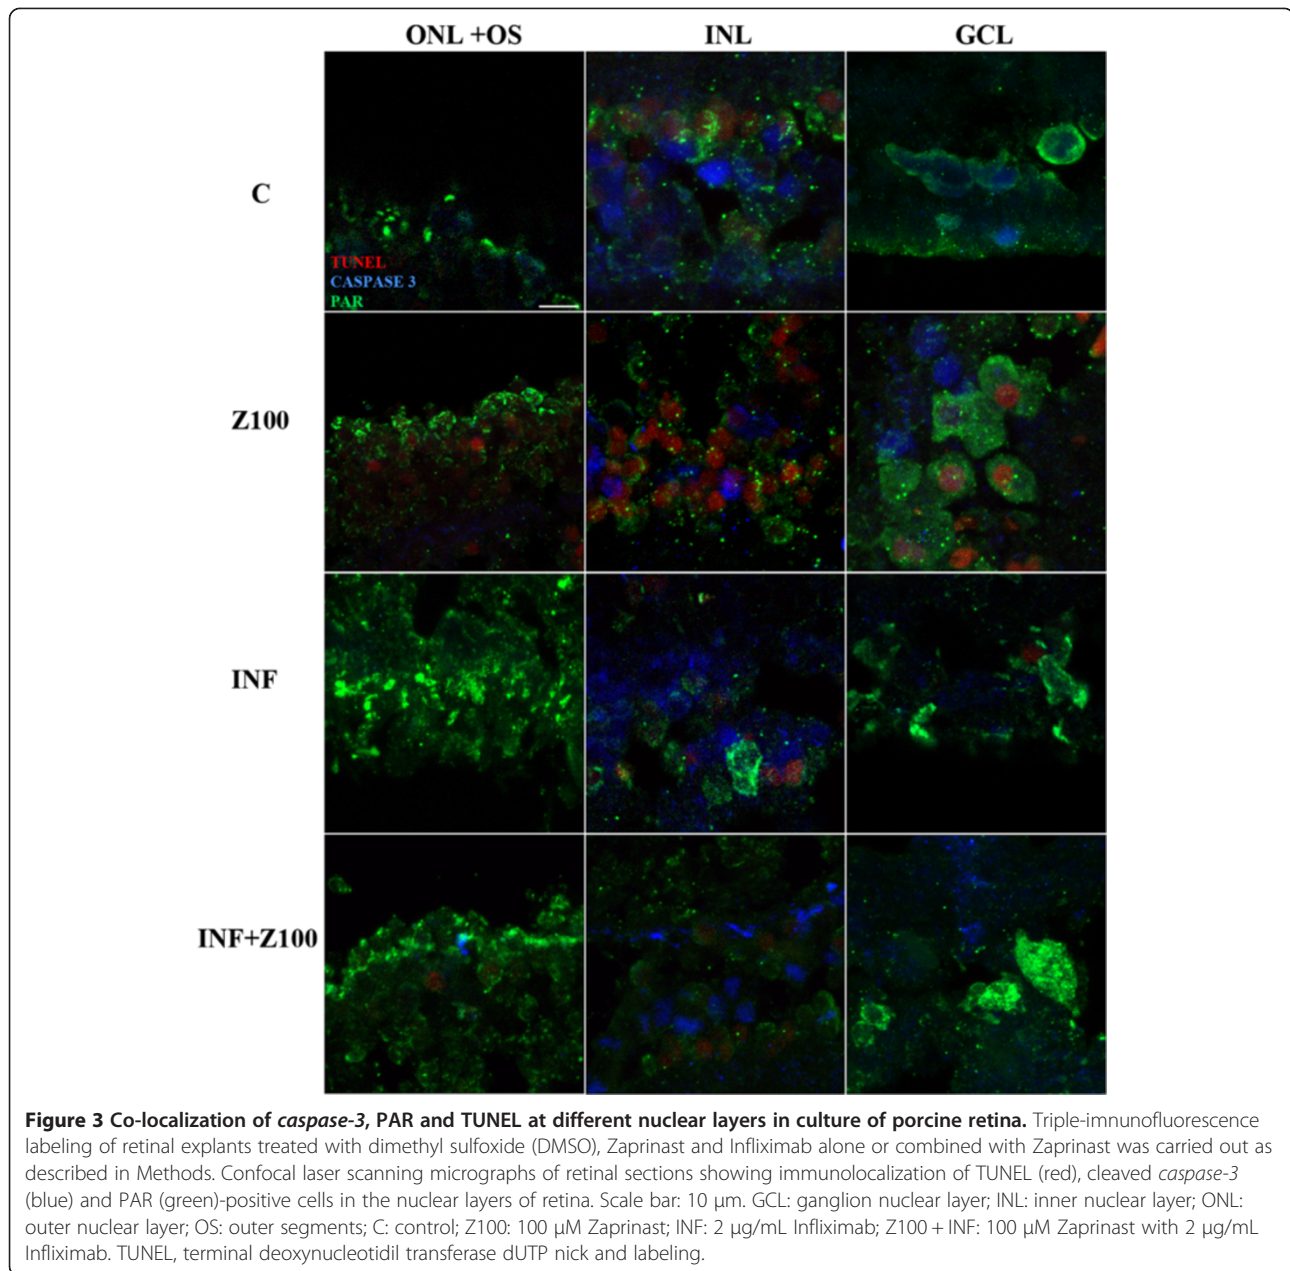 ONL +OS INL GCL
C
TUNEL
CASPASE 3
PAR
Z100
INF
INF+Z100
Figure 3 Co-localization of caspase-3, PAR and TUNEL at different nuclear layers in culture of porcine retina. Triple-imnunofluorescence
labeling of retinal explants treated with dimethyl sulfoxide (DMSO), Zaprinast and Infliximab alone or combined with Zaprinast was carried out as
described in Methods. Confocal laser scanning micrographs of retinal sections showing immunolocalization of TUNEL (red), cleaved caspase-3
(blue) and PAR (green)-positive cells in the nuclear layers of retina. Scale bar: 10 μm. GCL: ganglion nuclear layer; INL: inner nuclear layer; ONL:
outer nuclear layer; OS: outer segments; C: control; Z100: 100 μM Zaprinast; INF: 2 μg/mL Infliximab; Z100 + INF: 100 μM Zaprinast with 2 μg/mL
Infliximab. TUNEL, terminal deoxynucleotidil transferase dUTP nick and labeling.